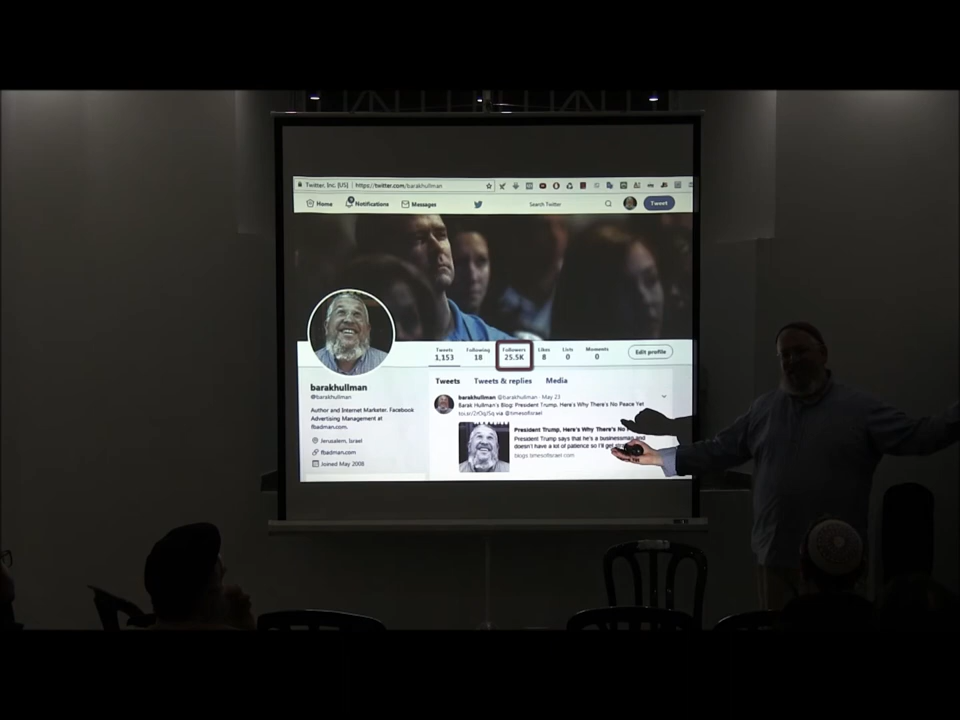 Twitter, Inc. [US] https://twitter.com/barakhullman
Home Notifications Messages Search Twitter Tweet
Tweets Following Followers Likes Lists Moments
1,153 18 25.5K 8 0 0
Edit profile
barakhullman
@barakhullman
Author and Internet Marketer. Facebook
Advertising Management at
fbadman.com.
Jerusalem, Israel
fbadman.com
Joined May 2008
Tweets Tweets & replies Media
barakhullman @barakhullman · May 23
Barak Hullman's Blog: President Trump, Here's Why There's No Peace Yet
via @timesofisrael
President Trump, Here's Why There's No
President Trump says that he's a businessman and
doesn't have a lot of patience so I'll get
blogs.timesofisrael.com